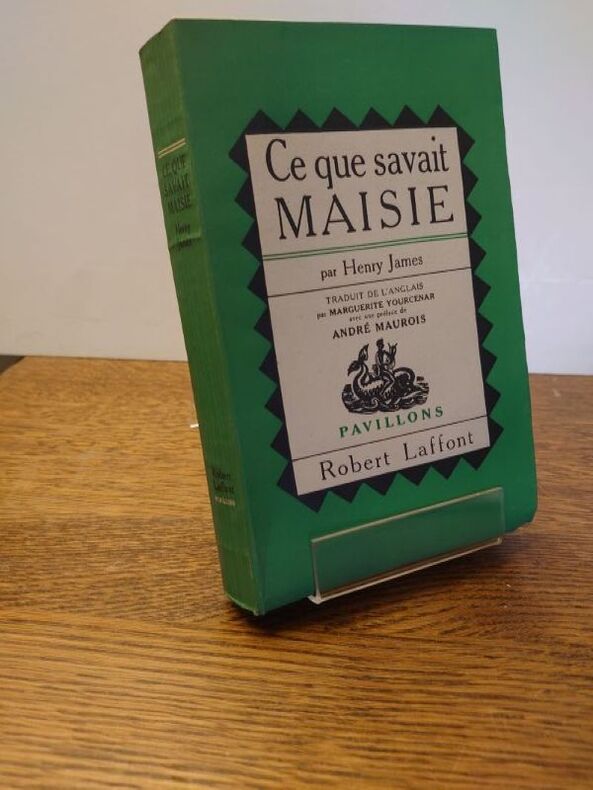 CE QUE
SAVAIT
MAISIE
Henry
James
Robert
Laffont
PAVILLONS
Ce que savait
MAISIE
par Henry James
TRADUIT DE L'ANGLAIS
par MARGUERITE YOURCENAR
avec une préface de
ANDRÉ MAUROIS
PAVILLONS
Robert Laffont